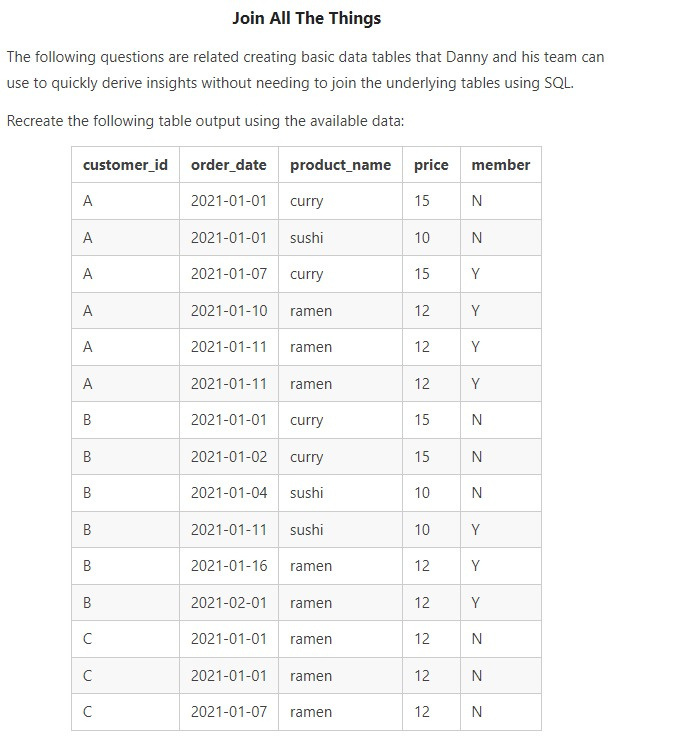 Join All The Things
The following questions are related creating basic data tables that Danny and his team can
use to quickly derive insights without needing to join the underlying tables using SQL.
Recreate the following table output using the available data:
customer_id order_date product_name price member
A 2021-01-01 curry 15 N
A 2021-01-01 sushi 10 N
A 2021-01-07 curry 15 Y
A 2021-01-10 ramen 12 Y
A 2021-01-11 ramen 12 Y
A 2021-01-11 ramen 12 Y
B 2021-01-01 curry 15 N
B 2021-01-02 curry 15 N
B 2021-01-04 sushi 10 N
B 2021-01-11 sushi 10 Y
B 2021-01-16 ramen 12 Y
B 2021-02-01 ramen 12 Y
C 2021-01-01 ramen 12 N
C 2021-01-01 ramen 12 N
C 2021-01-07 ramen 12 N